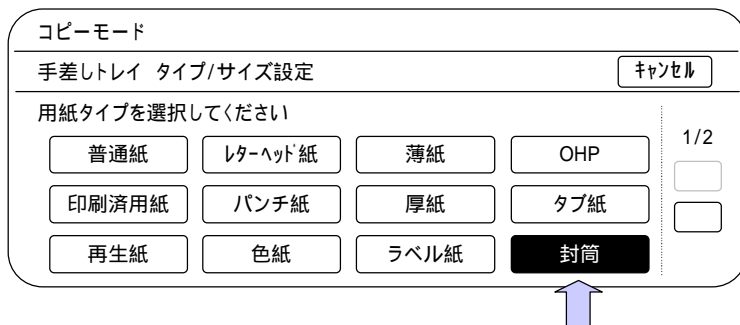 コピーモード
手差しトレイ タイプ/サイズ設定 ｷｬﾝｾﾙ
用紙タイプを選択してください
1/2
普通紙 ﾚﾀｰﾍｯﾄﾞ紙 薄紙 OHP
印刷済用紙 パンチ紙 厚紙 タブ紙
再生紙 色紙 ラベル紙 封筒